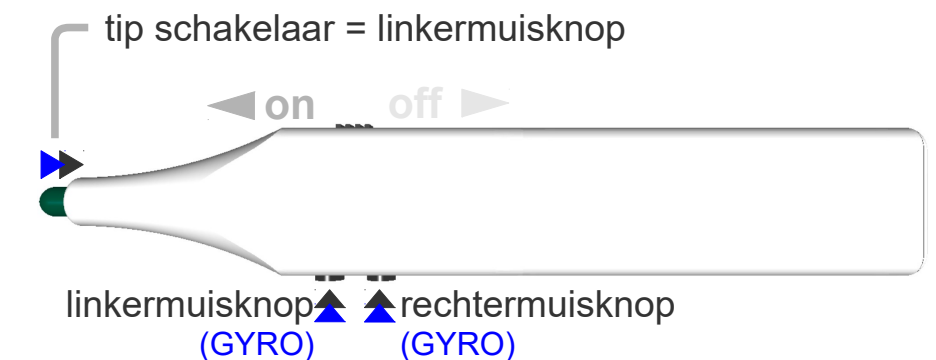 tip schakelaar = linkermuisknop
on off
linkermuisknop rechtermuisknop
(GYRO) (GYRO)